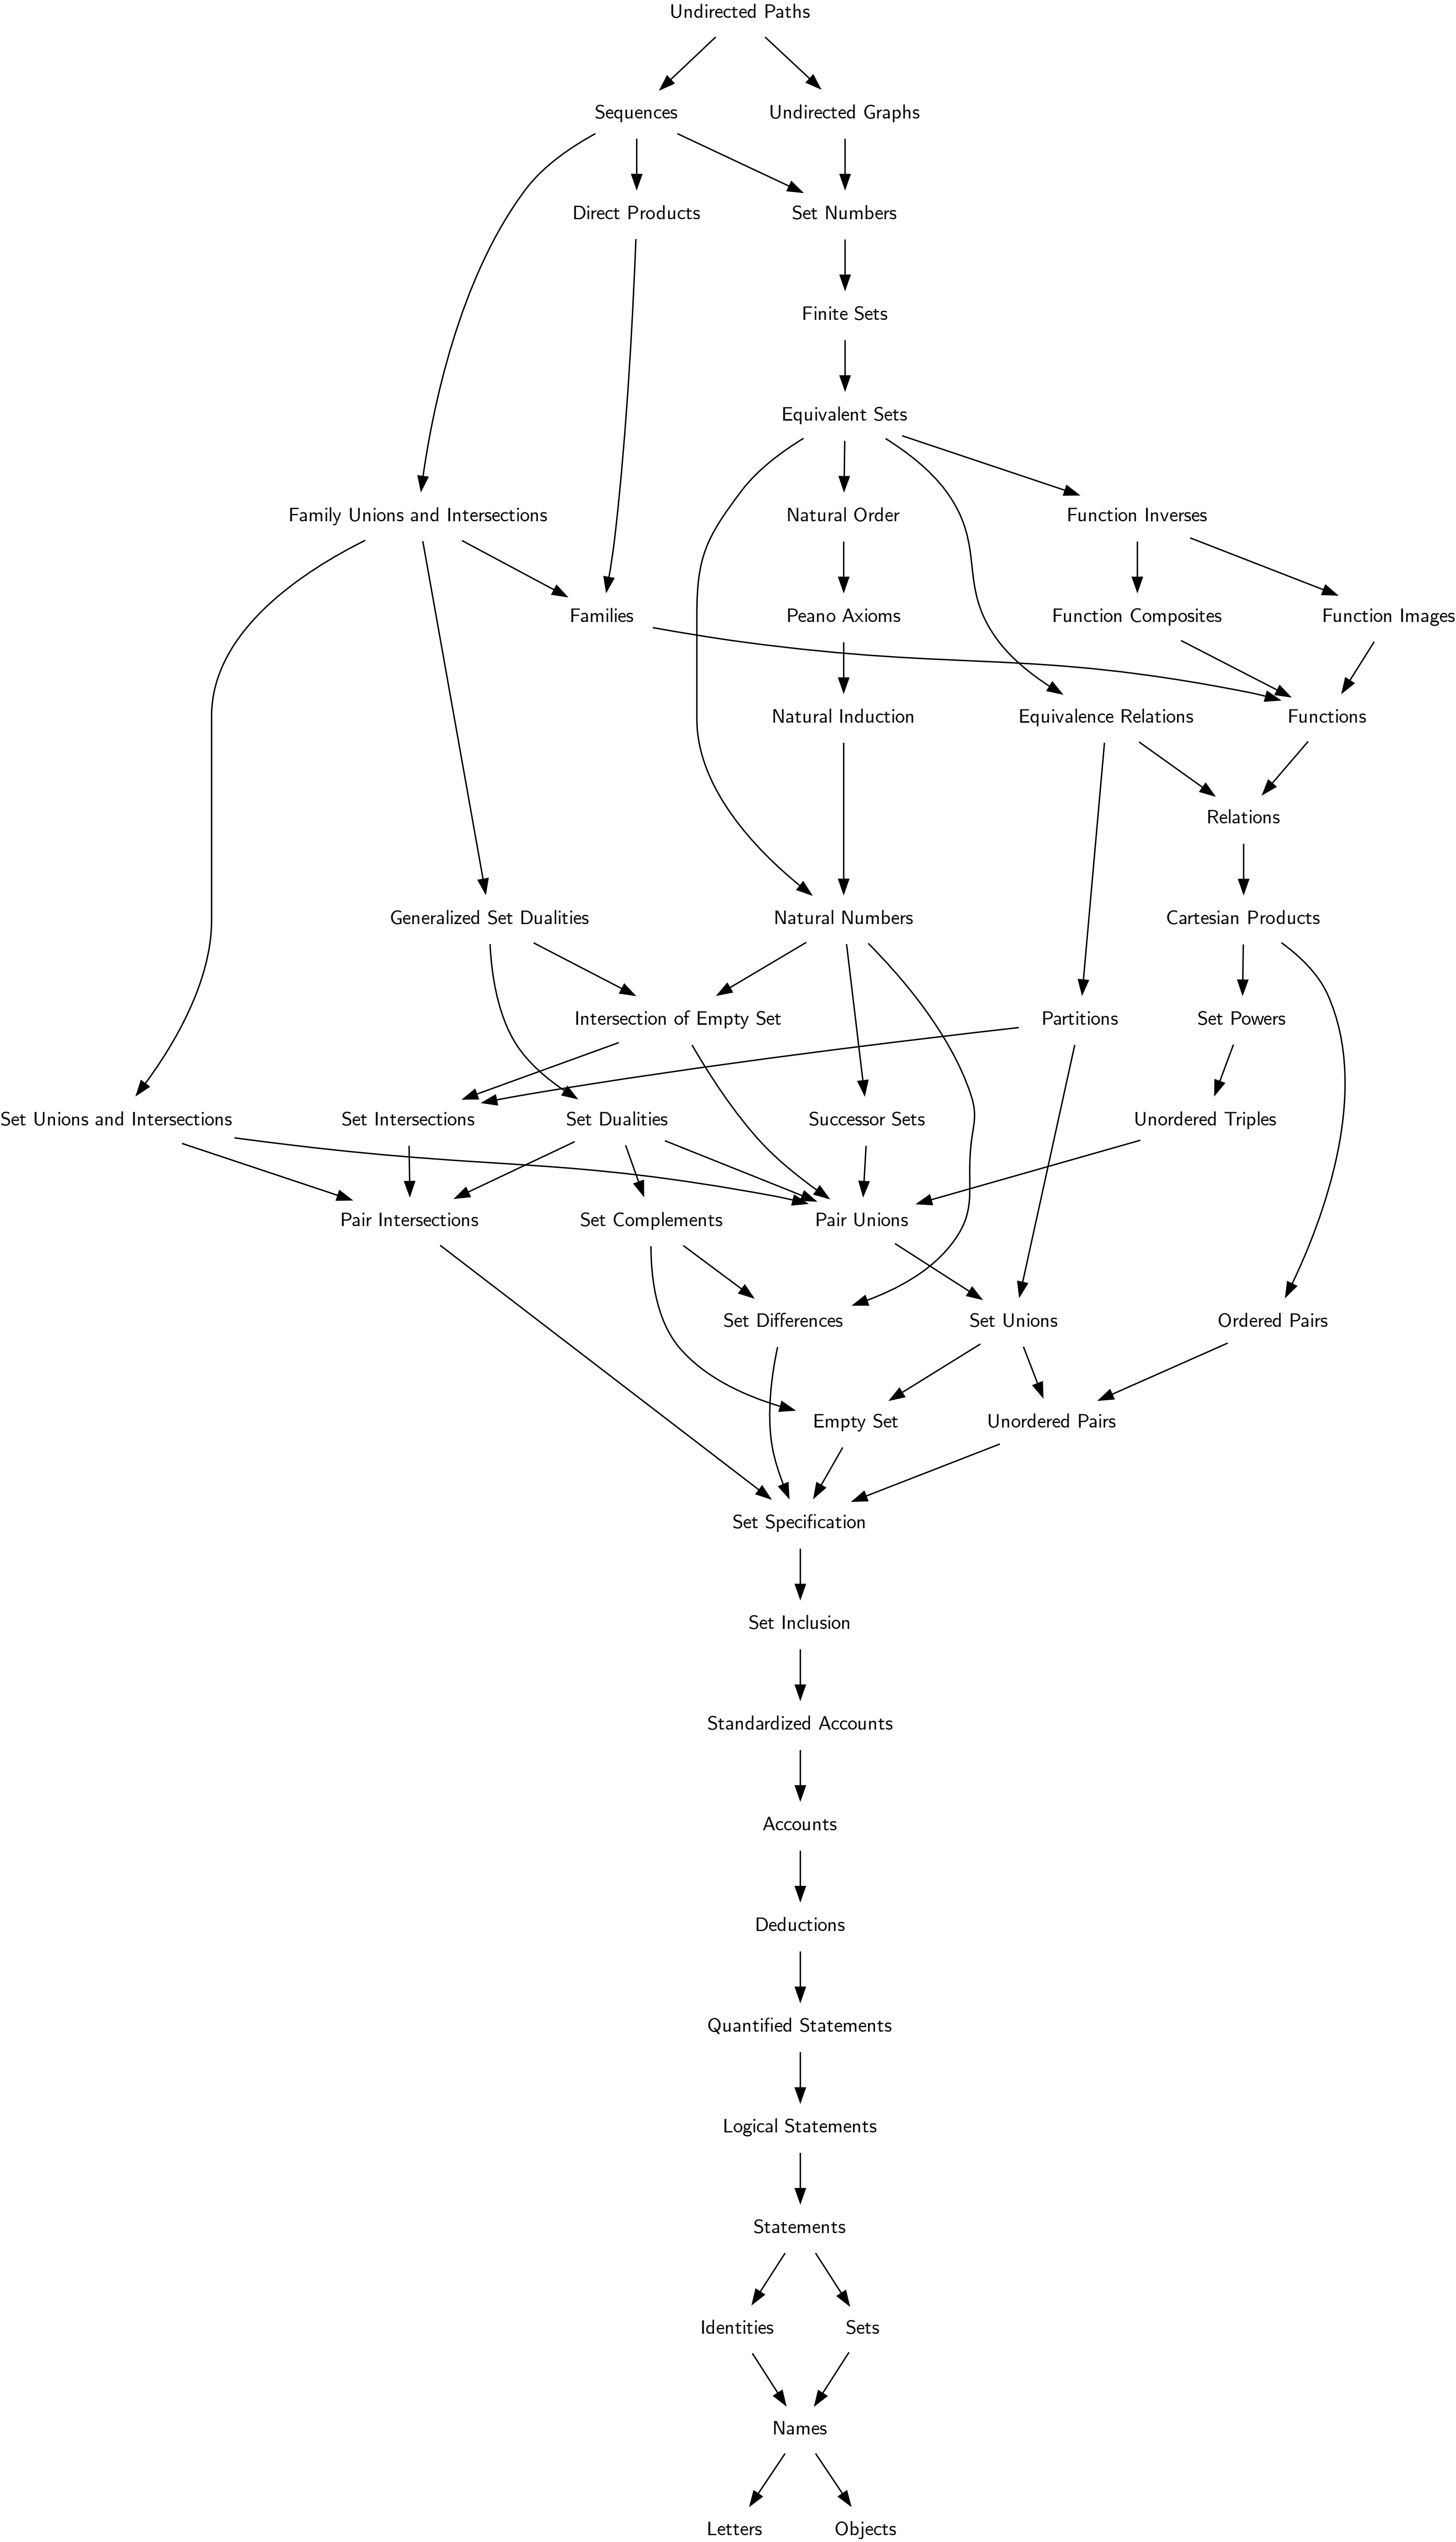 Undirected Paths
Sequences
Undirected Graphs
Direct Products
Set Numbers
Finite Sets
Equivalent Sets
Family Unions and Intersections
Natural Order
Function Inverses
Families
Peano Axioms
Function Composites
Function Images
Natural Induction
Equivalence Relations
Functions
Relations
Generalized Set Dualities
Natural Numbers
Cartesian Products
Intersection of Empty Set
Partitions
Set Powers
Set Unions and Intersections
Set Intersections
Set Dualities
Successor Sets
Unordered Triples
Pair Intersections
Set Complements
Pair Unions
Set Differences
Set Unions
Ordered Pairs
Empty Set
Unordered Pairs
Set Specification
Set Inclusion
Standardized Accounts
Accounts
Deductions
Quantified Statements
Logical Statements
Statements
Identities
Sets
Names
Letters
Objects